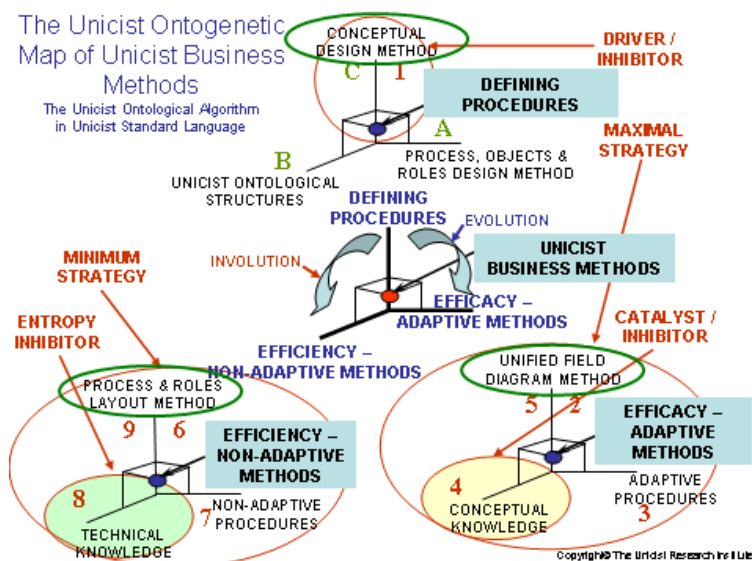 The Unicist Ontogenetic
Map of Unicist Business
Methods
The Unicist Ontological Algorithm
in Unicist Standard Language
CONCEPTUAL
DESIGN METHOD
C 1
DRIVER /
INHIBITOR
DEFINING
PROCEDURES
A
B
PROCESS, OBJECTS &
ROLES DESIGN METHOD
UNICIST ONTOLOGICAL
STRUCTURES
MAXIMAL
STRATEGY
DEFINING
PROCEDURES
EVOLUTION
INVOLUTION
UNICIST
BUSINESS METHODS
EFFICACY –
ADAPTIVE METHODS
EFFICIENCY –
NON-ADAPTIVE METHODS
MINIMUM
STRATEGY
ENTROPY
INHIBITOR
CATALYST /
INHIBITOR
PROCESS & ROLES
LAYOUT METHOD
9 6
EFFICIENCY –
NON-ADAPTIVE
METHODS
8
7
NON-ADAPTIVE
PROCEDURES
TECHNICAL
KNOWLEDGE
UNIFIED FIELD
DIAGRAM METHOD
5 2
EFFICACY –
ADAPTIVE
METHODS
4
ADAPTIVE
PROCEDURES
3
CONCEPTUAL
KNOWLEDGE
Copyright© The Unicist Research Institute